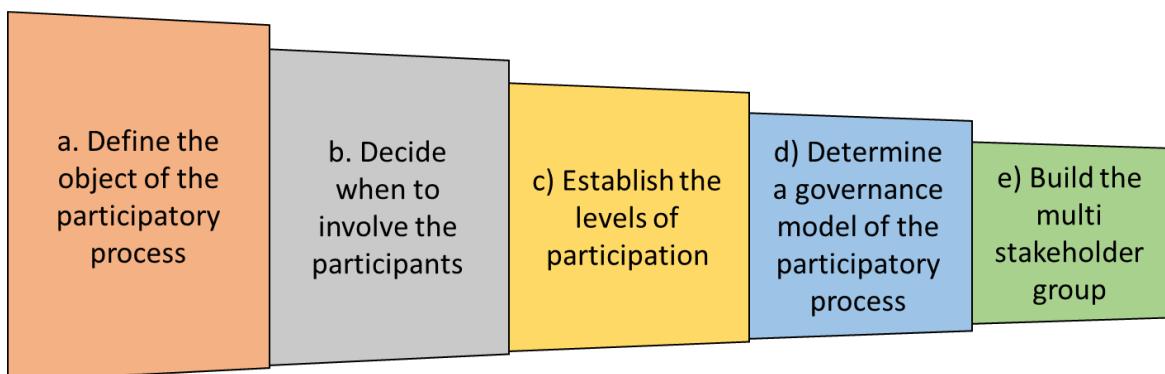 a. Define the
object of the
participatory
process
b. Decide
when to
involve the
participants
c) Establish the
levels of
participation
d) Determine
a governance
model of the
participatory
process
e) Build the
multi
stakeholder
group